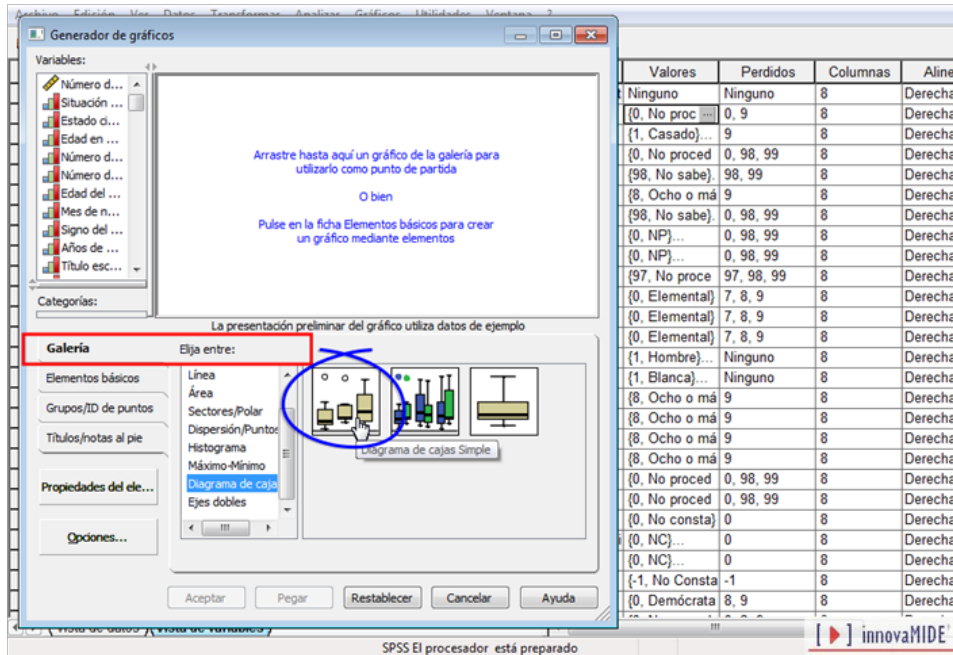 Archivo Edición Ver Datos Transformar Analizar Gráficos Utilidades Ventana ?
Generador de gráficos
Variables:
Número d...
Situación ...
Estado ci...
Edad en ...
Número d...
Número d...
Edad del ...
Mes de n...
Signo del ...
Años de ...
Título esc...
Categorías:
Arrastre hasta aquí un gráfico de la galería para
utilizarlo como punto de partida
O bien
Pulse en la ficha Elementos básicos para crear
un gráfico mediante elementos
La presentación preliminar del gráfico utiliza datos de ejemplo
Galería
Elija entre:
Elementos básicos
Grupos/ID de puntos
Títulos/notas al pie
Propiedades del ele...
Opciones...
Línea
Área
Sectores/Polar
Dispersión/Puntos
Histograma
Máximo-Mínimo
Diagrama de caja
Ejes dobles
Diagrama de cajas Simple
Aceptar Pegar Restablecer Cancelar Ayuda
Valores Perdidos Columnas Aline
Ninguno Ninguno 8 Derecha
{0, No proc ... 0, 9 8 Derecha
{1, Casado}... 9 8 Derecha
{0, No proced 0, 98, 99 8 Derecha
{98, No sabe}. 98, 99 8 Derecha
{8, Ocho o má 9 8 Derecha
{98, No sabe}. 0, 98, 99 8 Derecha
{0, NP}... 0, 98, 99 8 Derecha
{0, NP}... 0, 98, 99 8 Derecha
{97, No proce 97, 98, 99 8 Derecha
{0, Elemental} 7, 8, 9 8 Derecha
{0, Elemental} 7, 8, 9 8 Derecha
{0, Elemental} 7, 8, 9 8 Derecha
{1, Hombre}... Ninguno 8 Derecha
{1, Blanca}... Ninguno 8 Derecha
{8, Ocho o má 9 8 Derecha
{8, Ocho o má 9 8 Derecha
{8, Ocho o má 9 8 Derecha
{8, Ocho o má 9 8 Derecha
{0, No proced 0, 98, 99 8 Derecha
{0, No proced 0, 98, 99 8 Derecha
{0, No consta} 0 8 Derecha
{0, NC}... 0 8 Derecha
{0, NC}... 0 8 Derecha
{-1, No Consta -1 8 Derecha
{0, Demócrata 8, 9 8 Derecha
Vista de datos Vista de variables
SPSS El procesador está preparado
innovaMIDE